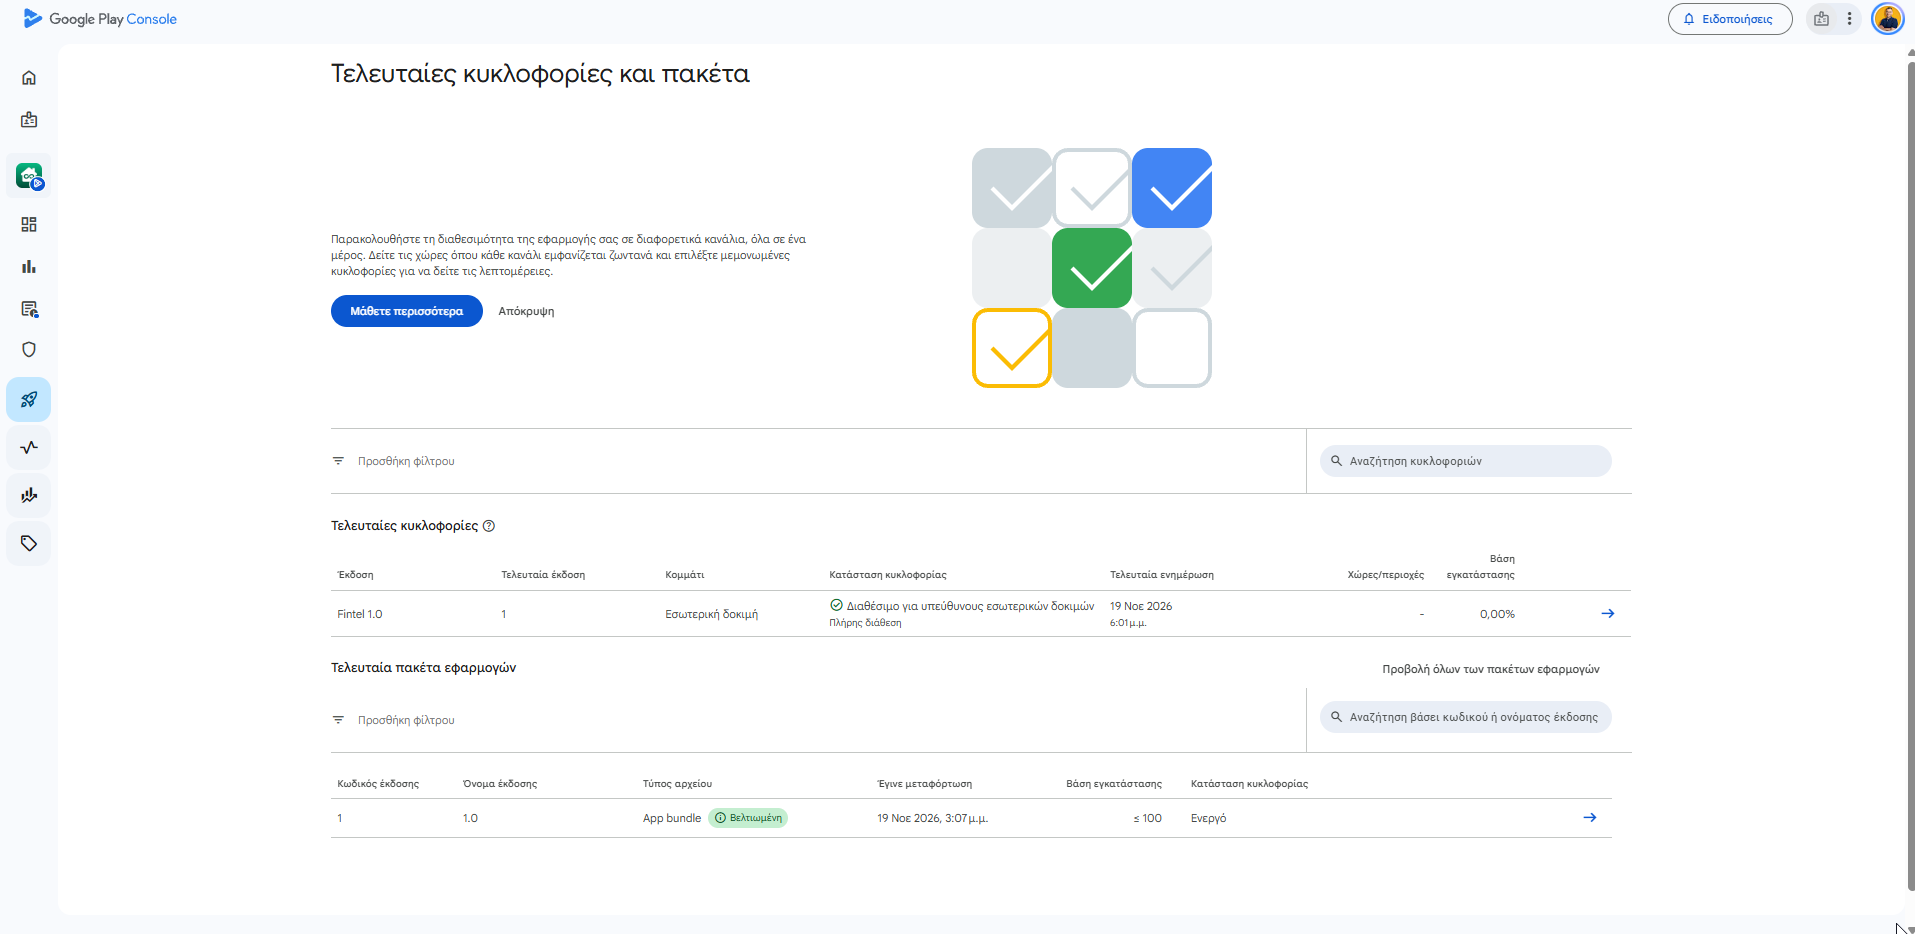 Google Play Console
Ειδοποιήσεις
Τελευταίες κυκλοφορίες και πακέτα
Παρακολουθήστε τη διαθεσιμότητα της εφαρμογής σας σε διαφορετικά κανάλια, όλα σε ένα
μέρος. Δείτε τις χώρες όπου κάθε κανάλι εμφανίζεται ζωντανά και επιλέξτε μεμονωμένες
κυκλοφορίες για να δείτε τις λεπτομέρειες.
Μάθετε περισσότερα
Απόκρυψη
Προσθήκη φίλτρου
Αναζήτηση κυκλοφοριών
Τελευταίες κυκλοφορίες
Έκδοση
Τελευταία έκδοση
Κομμάτι
Κατάσταση κυκλοφορίας
Τελευταία ενημέρωση
Χώρες/περιοχές
Βάση
εγκατάστασης
Fintel 1.0
1
Εσωτερική δοκιμή
Διαθέσιμο για υπεύθυνους εσωτερικών δοκιμών
Πλήρης διάθεση
19 Νοε 2026
6:01 μ.μ.
-
0,00%
Τελευταία πακέτα εφαρμογών
Προβολή όλων των πακέτων εφαρμογών
Προσθήκη φίλτρου
Αναζήτηση βάσει κωδικού ή ονόματος έκδοσης
Κωδικός έκδοσης
Όνομα έκδοσης
Τύπος αρχείου
Έγινε μεταφόρτωση
Βάση εγκατάστασης
Κατάσταση κυκλοφορίας
1
1.0
App bundle
Βελτιωμένη
19 Νοε 2026, 3:07 μ.μ.
≤ 100
Ενεργό